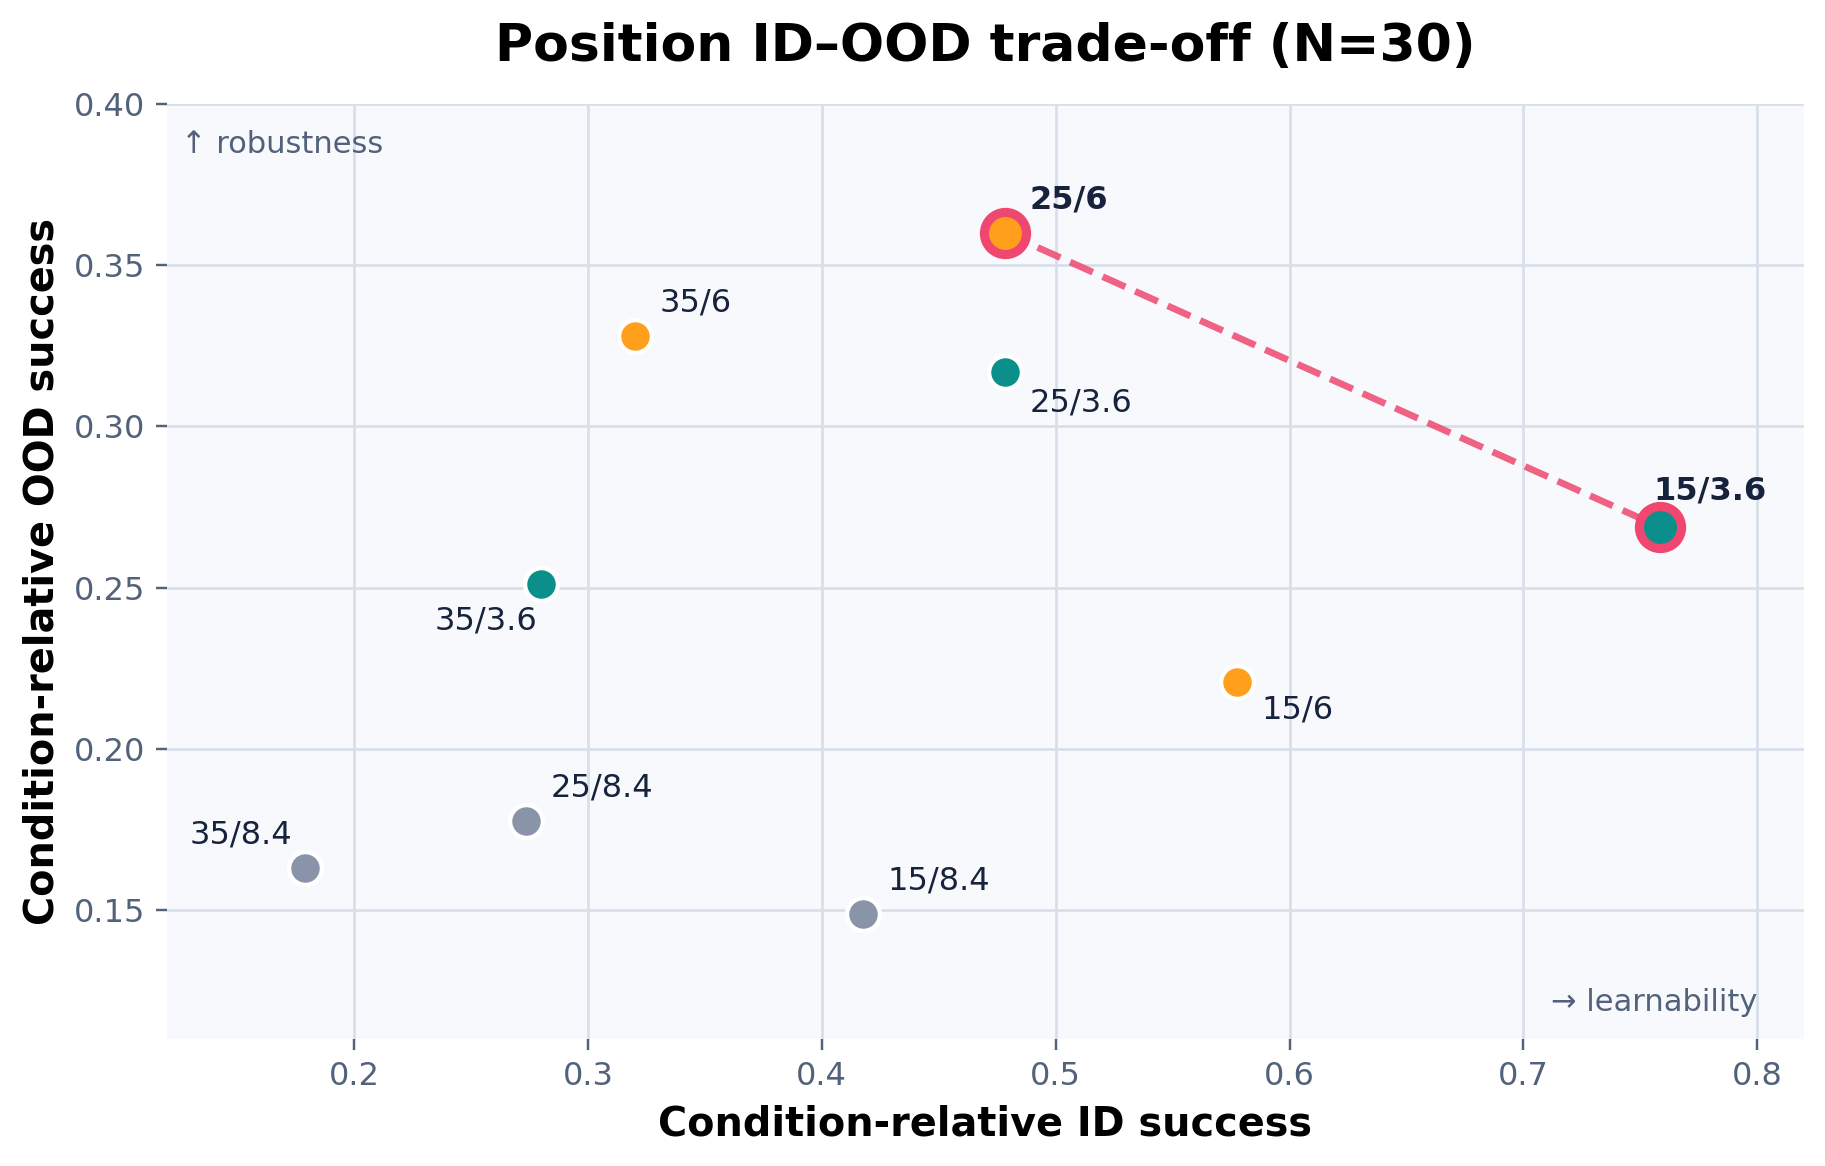 Position ID–OOD trade-off (N=30)
0.40
↑ robustness
25/6
0.35
35/6
25/3.6
0.30
15/3.6
0.25
35/3.6
15/6
0.20
25/8.4
35/8.4
15/8.4
0.15
→ learnability
0.2 0.3 0.4 0.5 0.6 0.7 0.8
Condition-relative ID success
Condition-relative OOD success